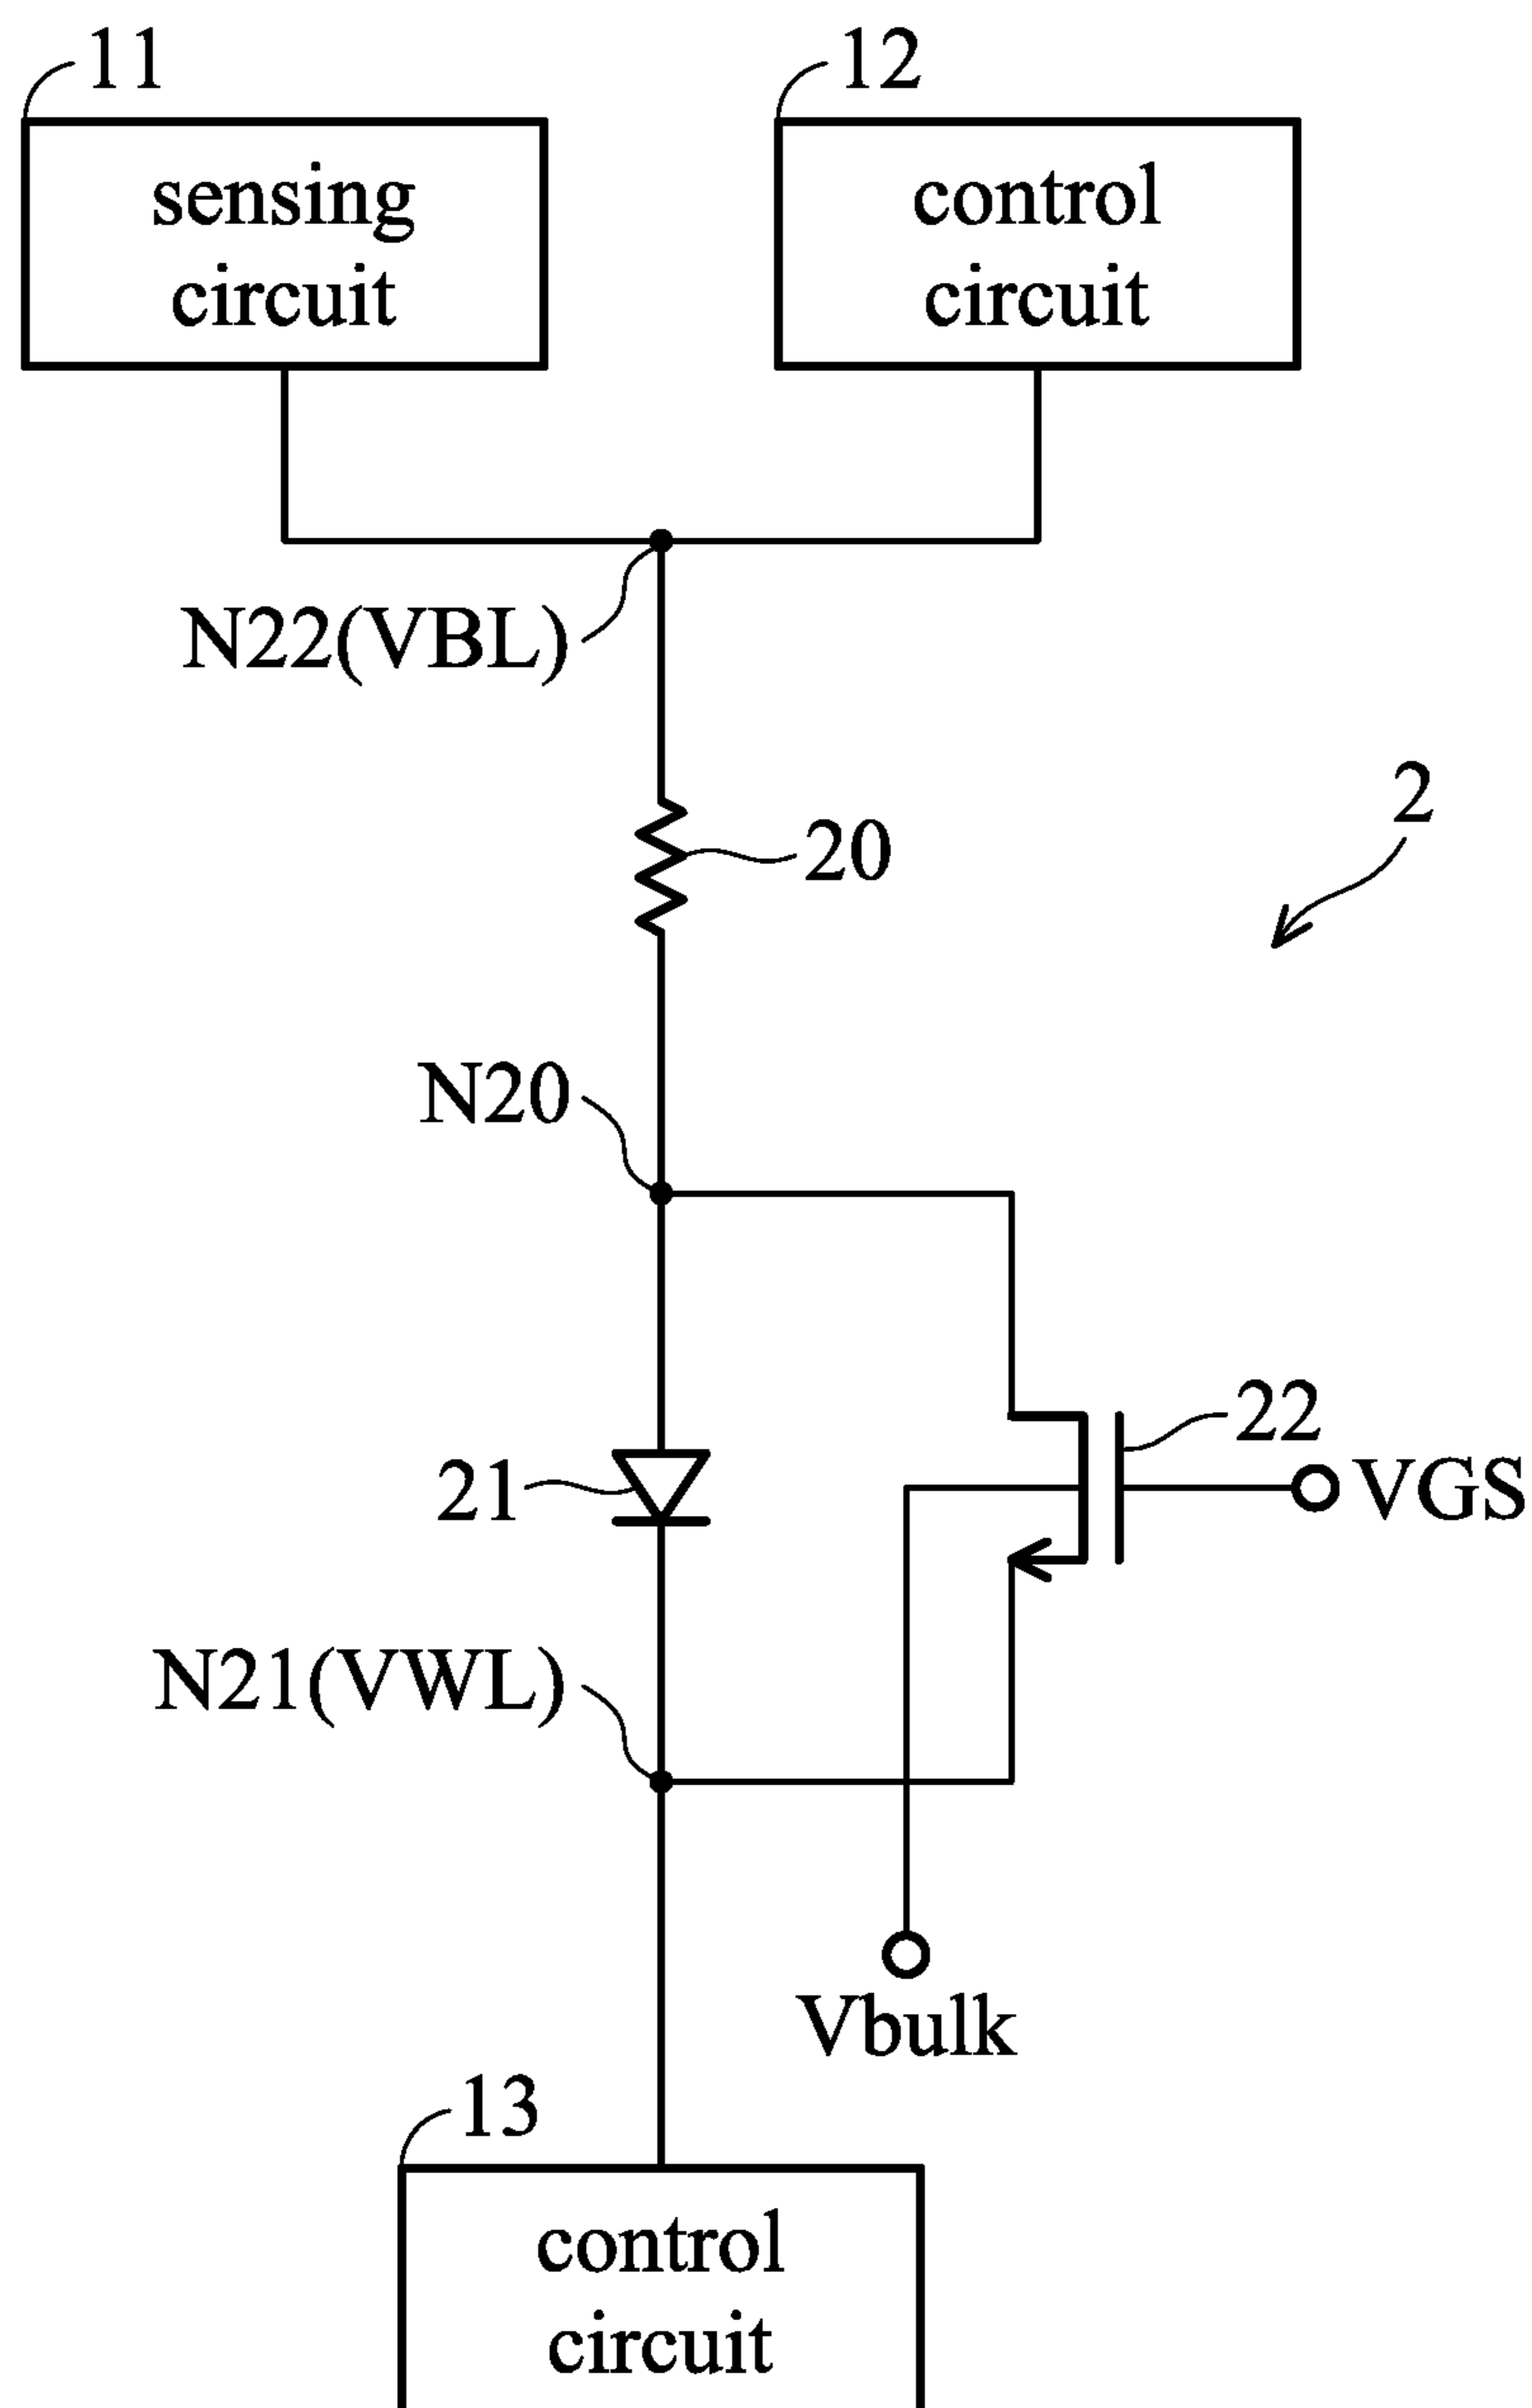 11
12
sensing
circuit
control
circuit
N22(VBL)
2
20
N20
22
21
VGS
N21(VWL)
Vbulk
13
control
circuit